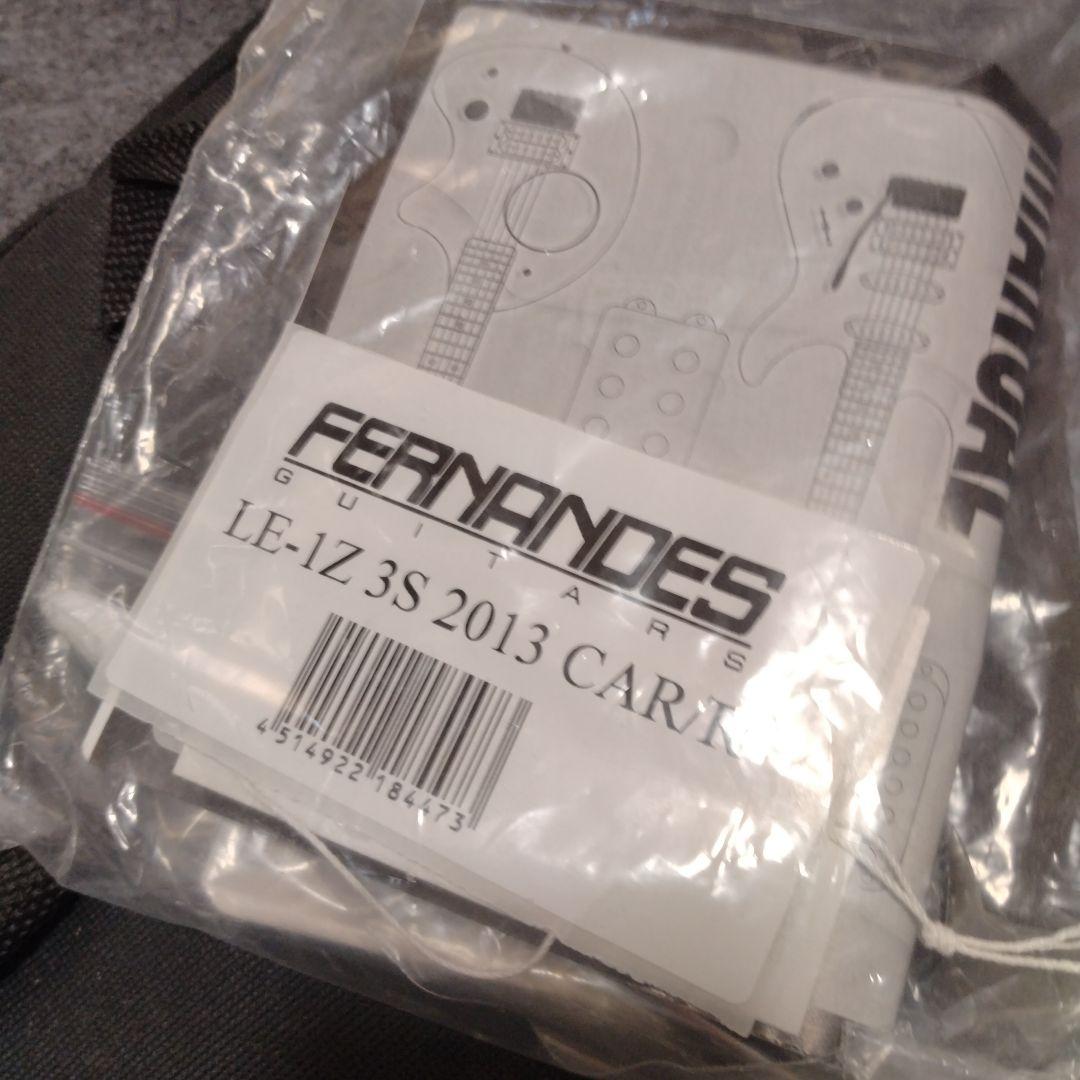 FERNANDES
GUITARS
LE-1Z 3S 2013 CAR/R
4514922184473